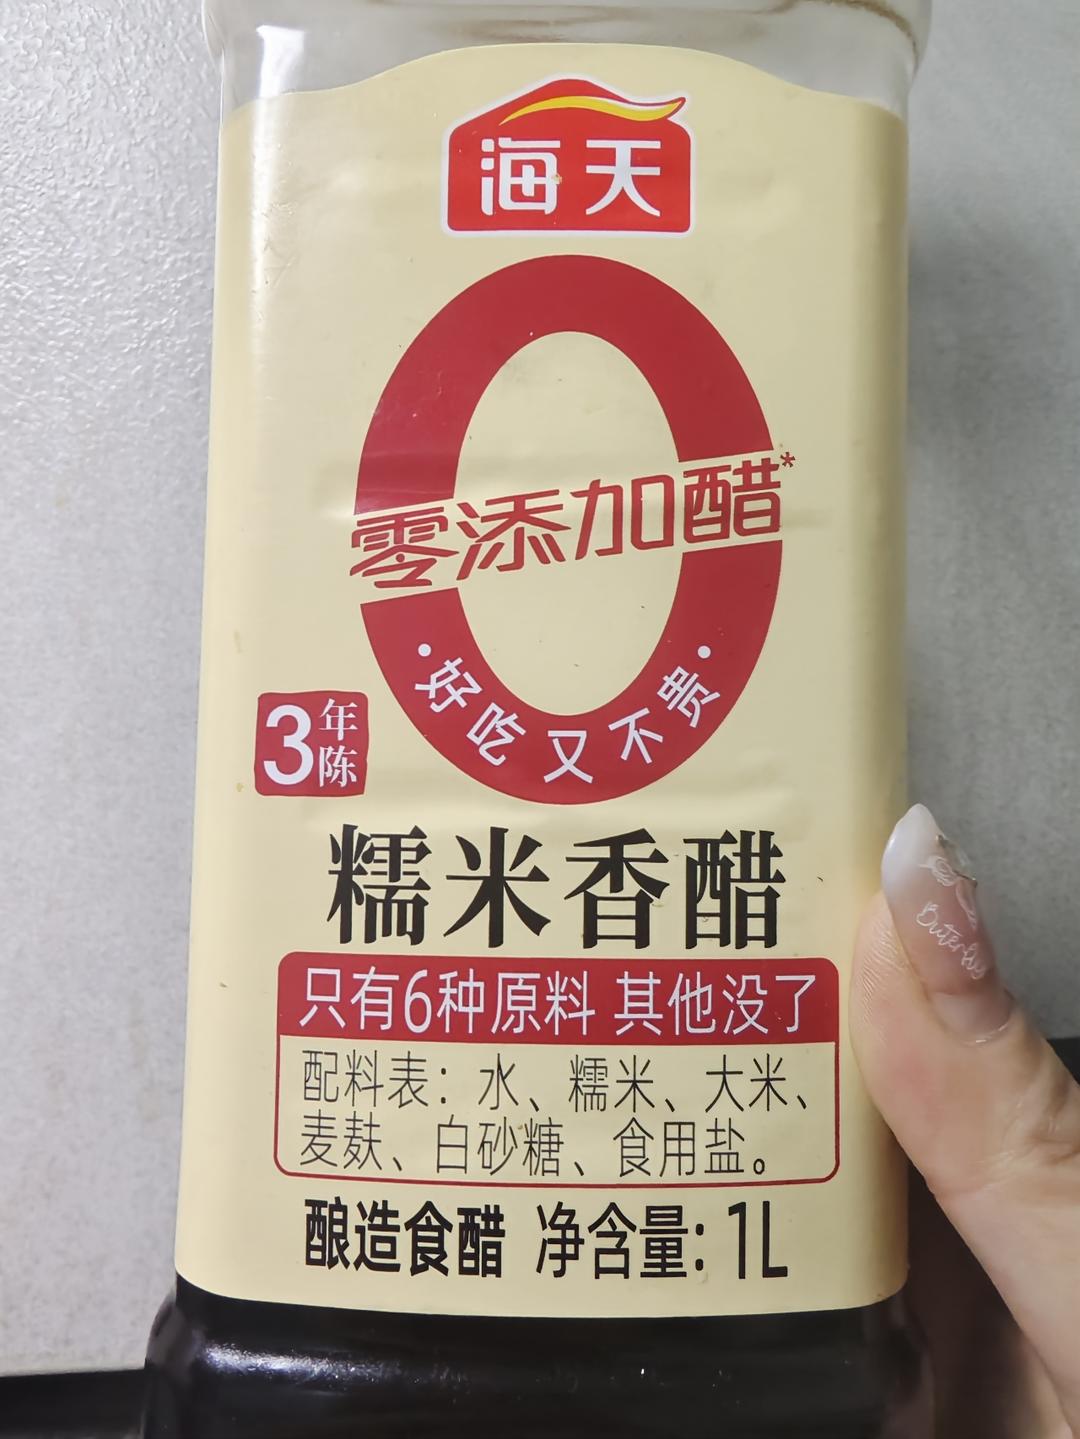 海天
零添加醋*
·好吃又不贵·
3年陈
糯米香醋
只有6种原料 其他没了
配料表：水、糯米、大米、
麦麸、白砂糖、食用盐。
酿造食醋 净含量：1L